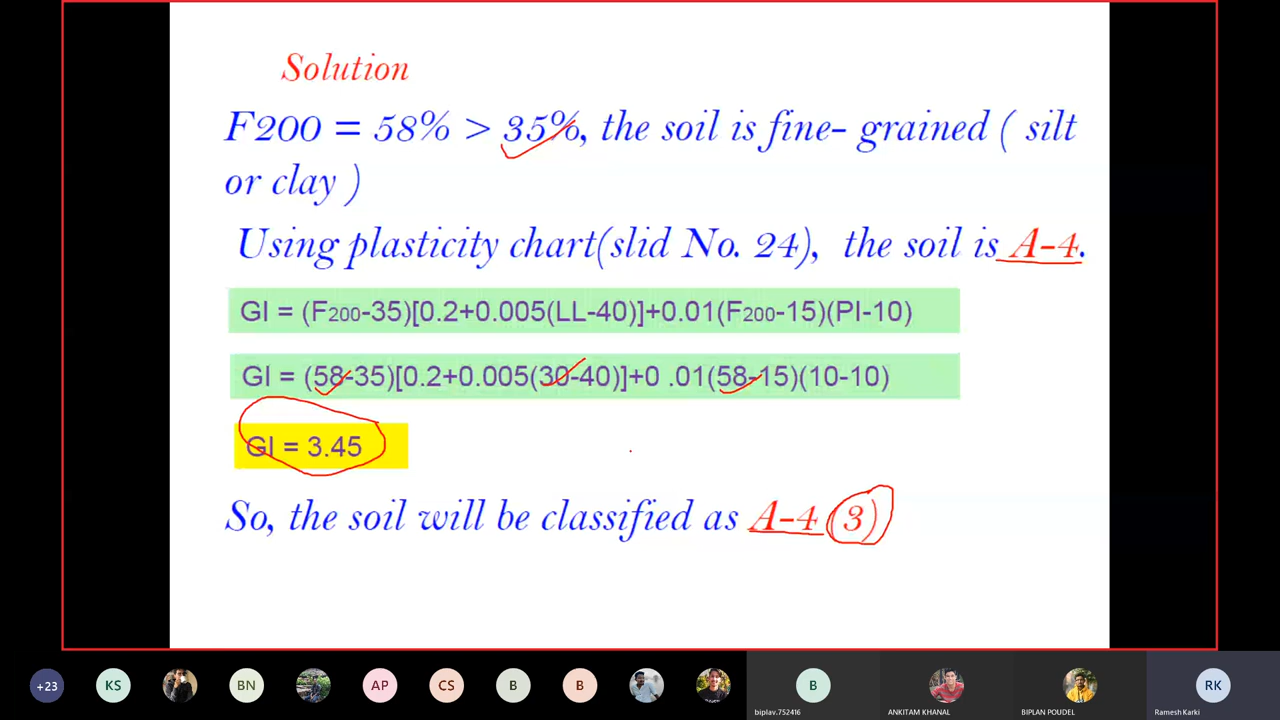 Solution
F200 = 58% > 35%, the soil is fine- grained ( silt
or clay )
Using plasticity chart(slid No. 24), the soil is A-4.
GI = (F200-35)[0.2+0.005(LL-40)]+0.01(F200-15)(PI-10)
GI = (58-35)[0.2+0.005(30-40)]+0 .01(58-15)(10-10)
GI = 3.45
So, the soil will be classified as A-4(3)
+23
KS
BN
AP
CS
B
B
B
RK
biplav.752416
ANKITAM KHANAL
BIPLAN POUDEL
Ramesh Karki